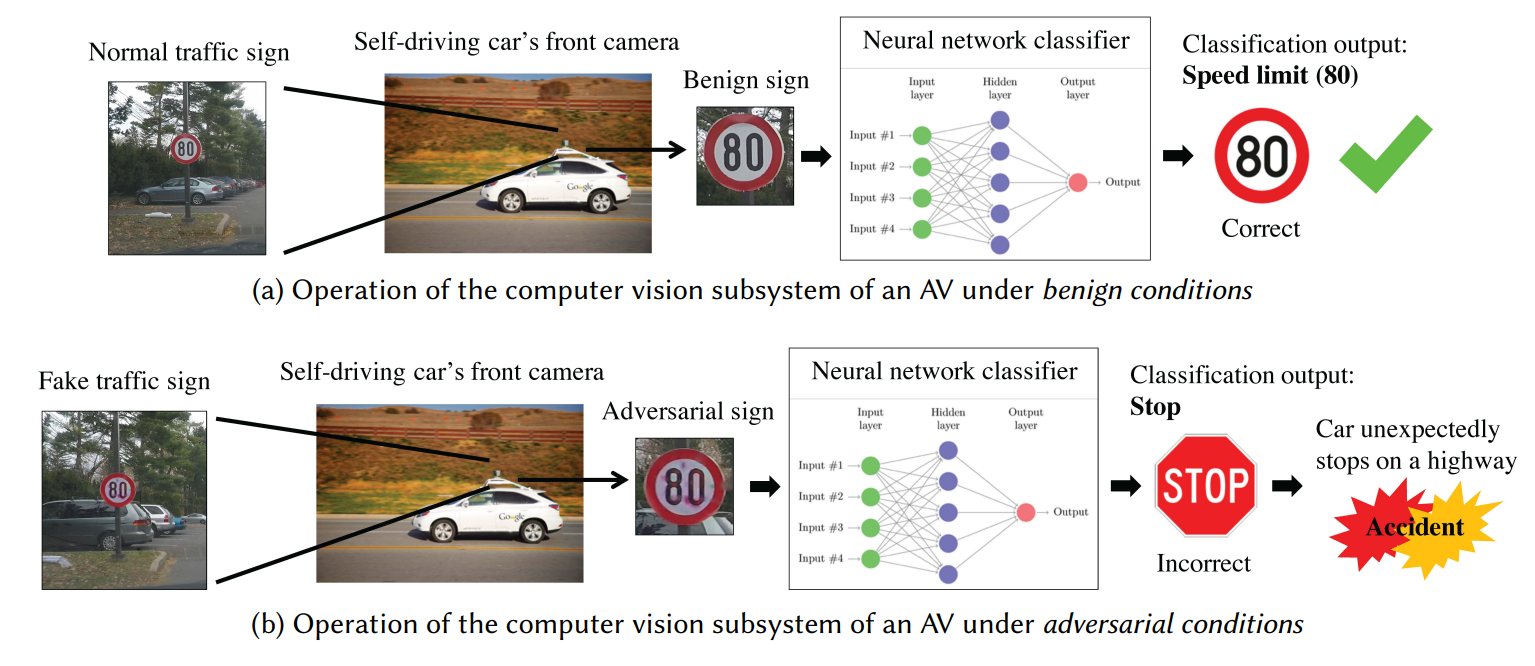 Normal traffic sign
Self-driving car's front camera
Benign sign
Neural network classifier
Classification output:
Speed limit (80)
80
Google
80
Input layer
Hidden layer
Output layer
Input #1
Input #2
Input #3
Input #4
Output
80
Correct
(a) Operation of the computer vision subsystem of an AV under benign conditions
Fake traffic sign
Self-driving car's front camera
Adversarial sign
Neural network classifier
Classification output:
Stop
80
Google
80
Input layer
Hidden layer
Output layer
Input #1
Input #2
Input #3
Input #4
Output
STOP
Incorrect
Car unexpectedly
stops on a highway
Accident
(b) Operation of the computer vision subsystem of an AV under adversarial conditions